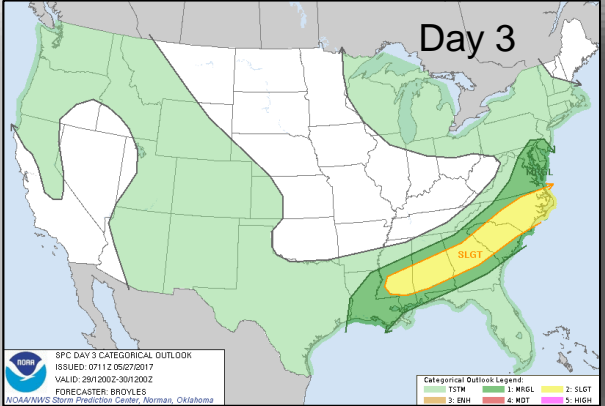 Day 3
MRGL
SLGT
SPC DAY 3 CATEGORICAL OUTLOOK
ISSUED: 0711Z 05/27/2017
VALID: 29/1200Z-30/1200Z
FORECASTER: BROYLES
NOAA/NWS Storm Prediction Center, Norman, Oklahoma
NOAA
Categorical Outlook Legend:
TSTM 1: MRGL 2: SLGT
3: ENH 4: MDT 5: HIGH